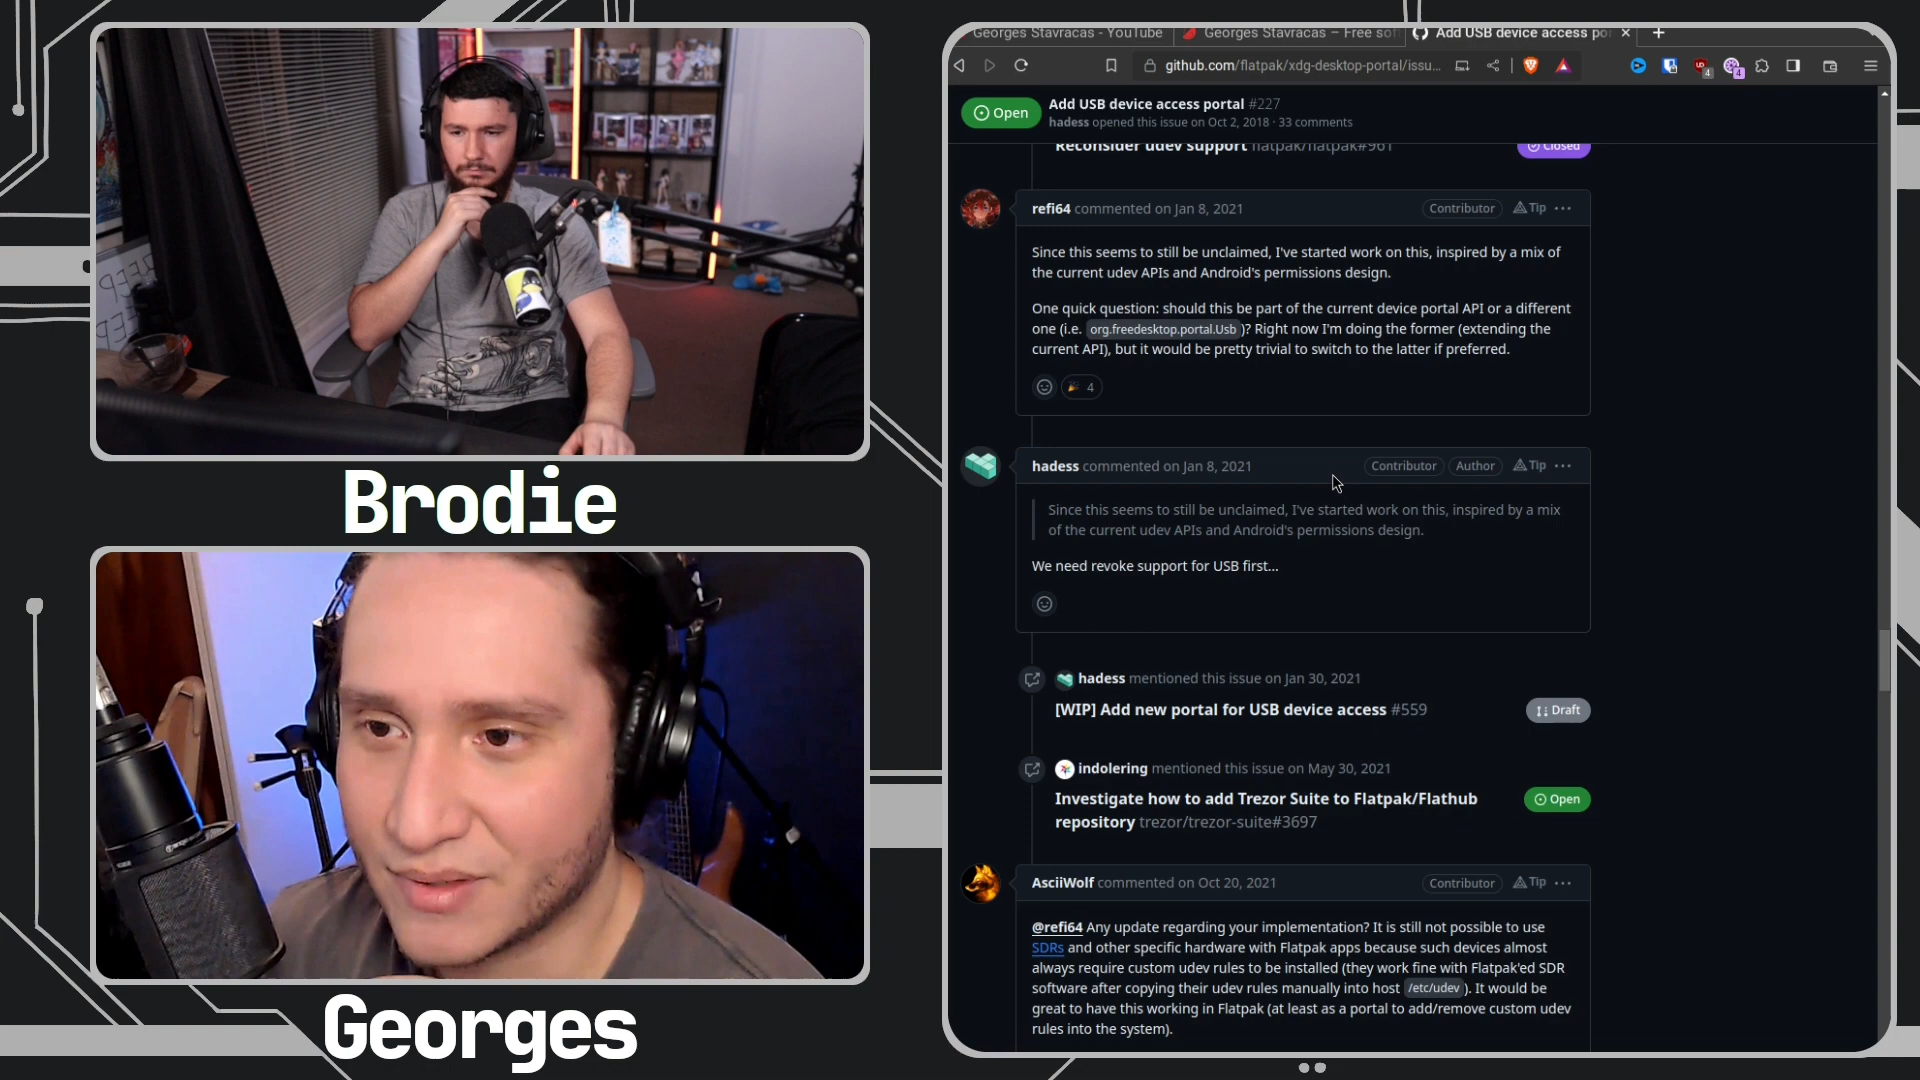 Brodie
Georges
Georges Stavracas - YouTube
Georges Stavracas – Free sof
Add USB device access po
github.com/flatpak/xdg-desktop-portal/issu...
4
4
Open
Add USB device access portal #227
hadess opened this issue on Oct 2, 2018 · 33 comments
Reconsider udev support flatpak/flatpak#961
Closed
refi64 commented on Jan 8, 2021
Contributor
Tip
Since this seems to still be unclaimed, I've started work on this, inspired by a mix of
the current udev APIs and Android's permissions design.
One quick question: should this be part of the current device portal API or a different
one (i.e. org.freedesktop.portal.Usb )? Right now I'm doing the former (extending the
current API), but it would be pretty trivial to switch to the latter if preferred.
4
hadess commented on Jan 8, 2021
Contributor
Author
Tip
Since this seems to still be unclaimed, I've started work on this, inspired by a mix
of the current udev APIs and Android's permissions design.
We need revoke support for USB first...
hadess mentioned this issue on Jan 30, 2021
[WIP] Add new portal for USB device access #559
Draft
indolering mentioned this issue on May 30, 2021
Investigate how to add Trezor Suite to Flatpak/Flathub
repository trezor/trezor-suite#3697
Open
AsciiWolf commented on Oct 20, 2021
Contributor
Tip
@refi64 Any update regarding your implementation? It is still not possible to use
SDRs and other specific hardware with Flatpak apps because such devices almost
always require custom udev rules to be installed (they work fine with Flatpak'ed SDR
software after copying their udev rules manually into host /etc/udev ). It would be
great to have this working in Flatpak (at least as a portal to add/remove custom udev
rules into the system).